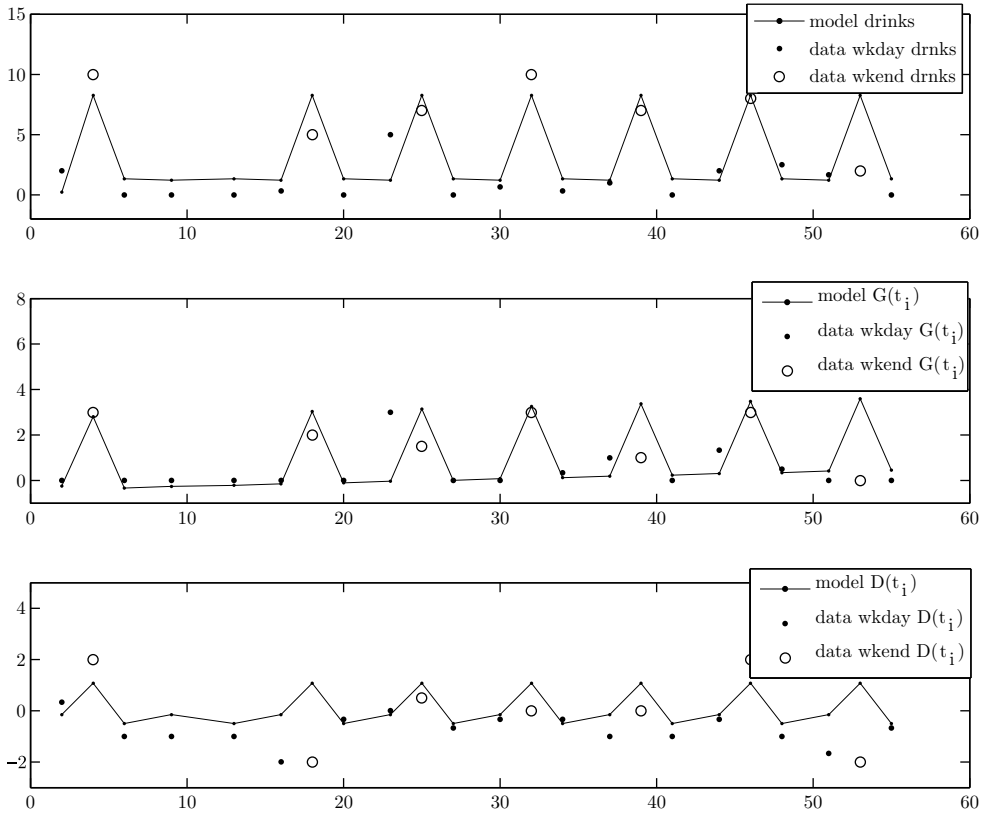 15
10
5
0
0 10 20 30 40 50 60
model drinks
data wkday drnks
data wkend drnks
8
6
4
2
0
0 10 20 30 40 50 60
model G(t_i)
data wkday G(t_i)
data wkend G(t_i)
4
2
0
−2
0 10 20 30 40 50 60
model D(t_i)
data wkday D(t_i)
data wkend D(t_i)